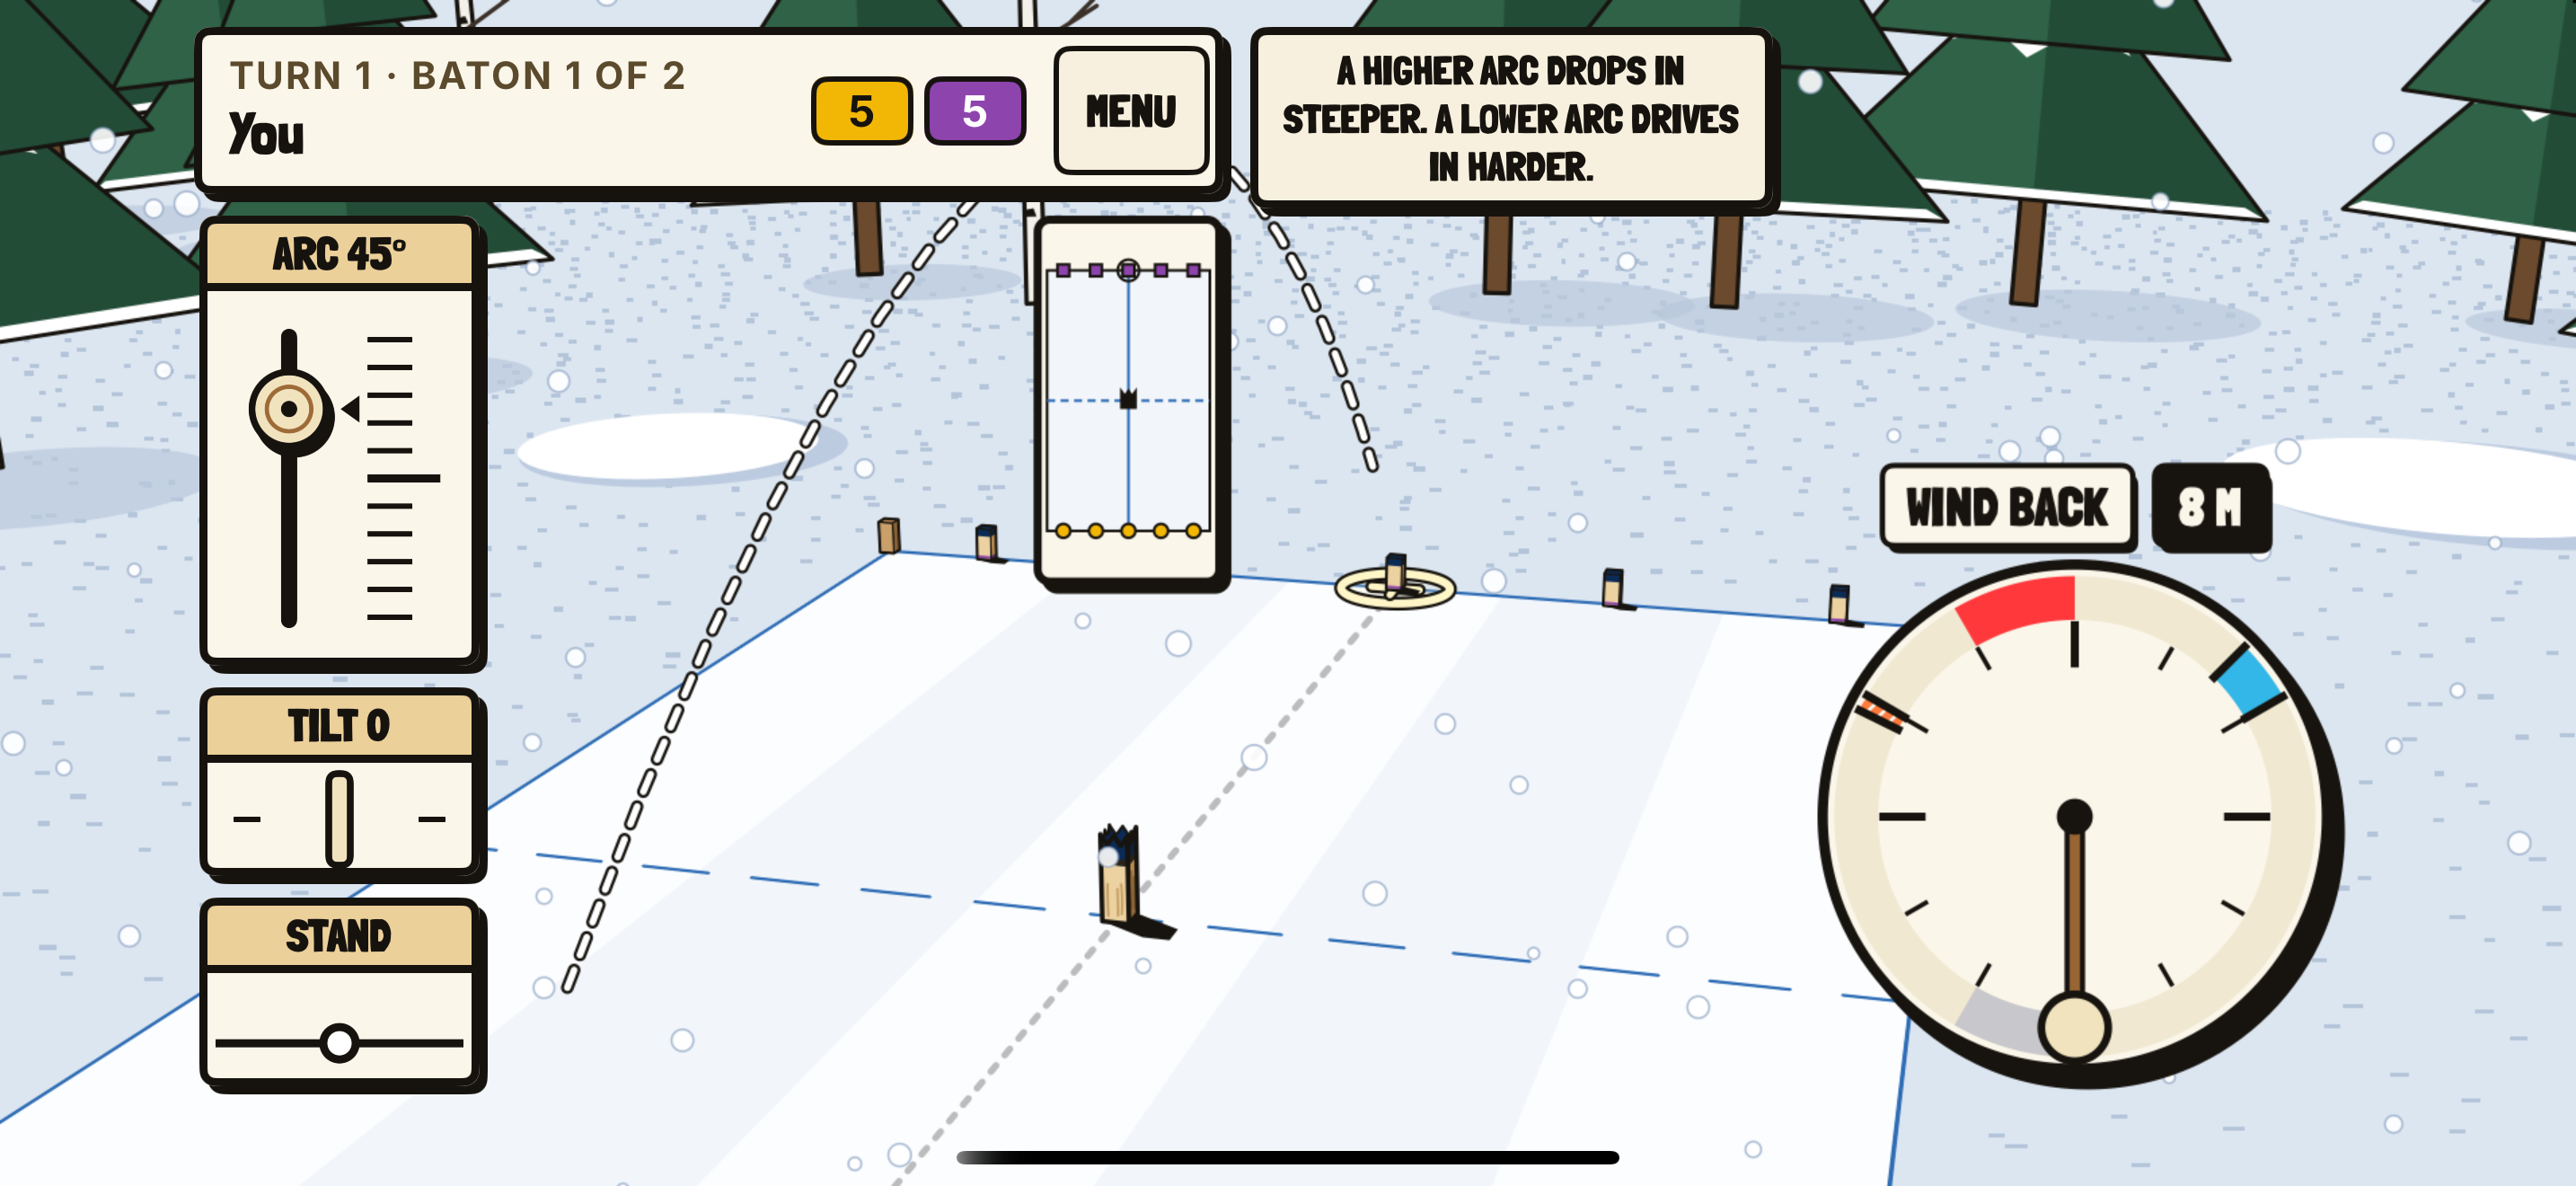 TURN 1 · BATON 1 OF 2
You
5
5
MENU
A HIGHER ARC DROPS IN
STEEPER. A LOWER ARC DRIVES
IN HARDER.
ARC 45°
TILT 0
STAND
WIND BACK
8 M